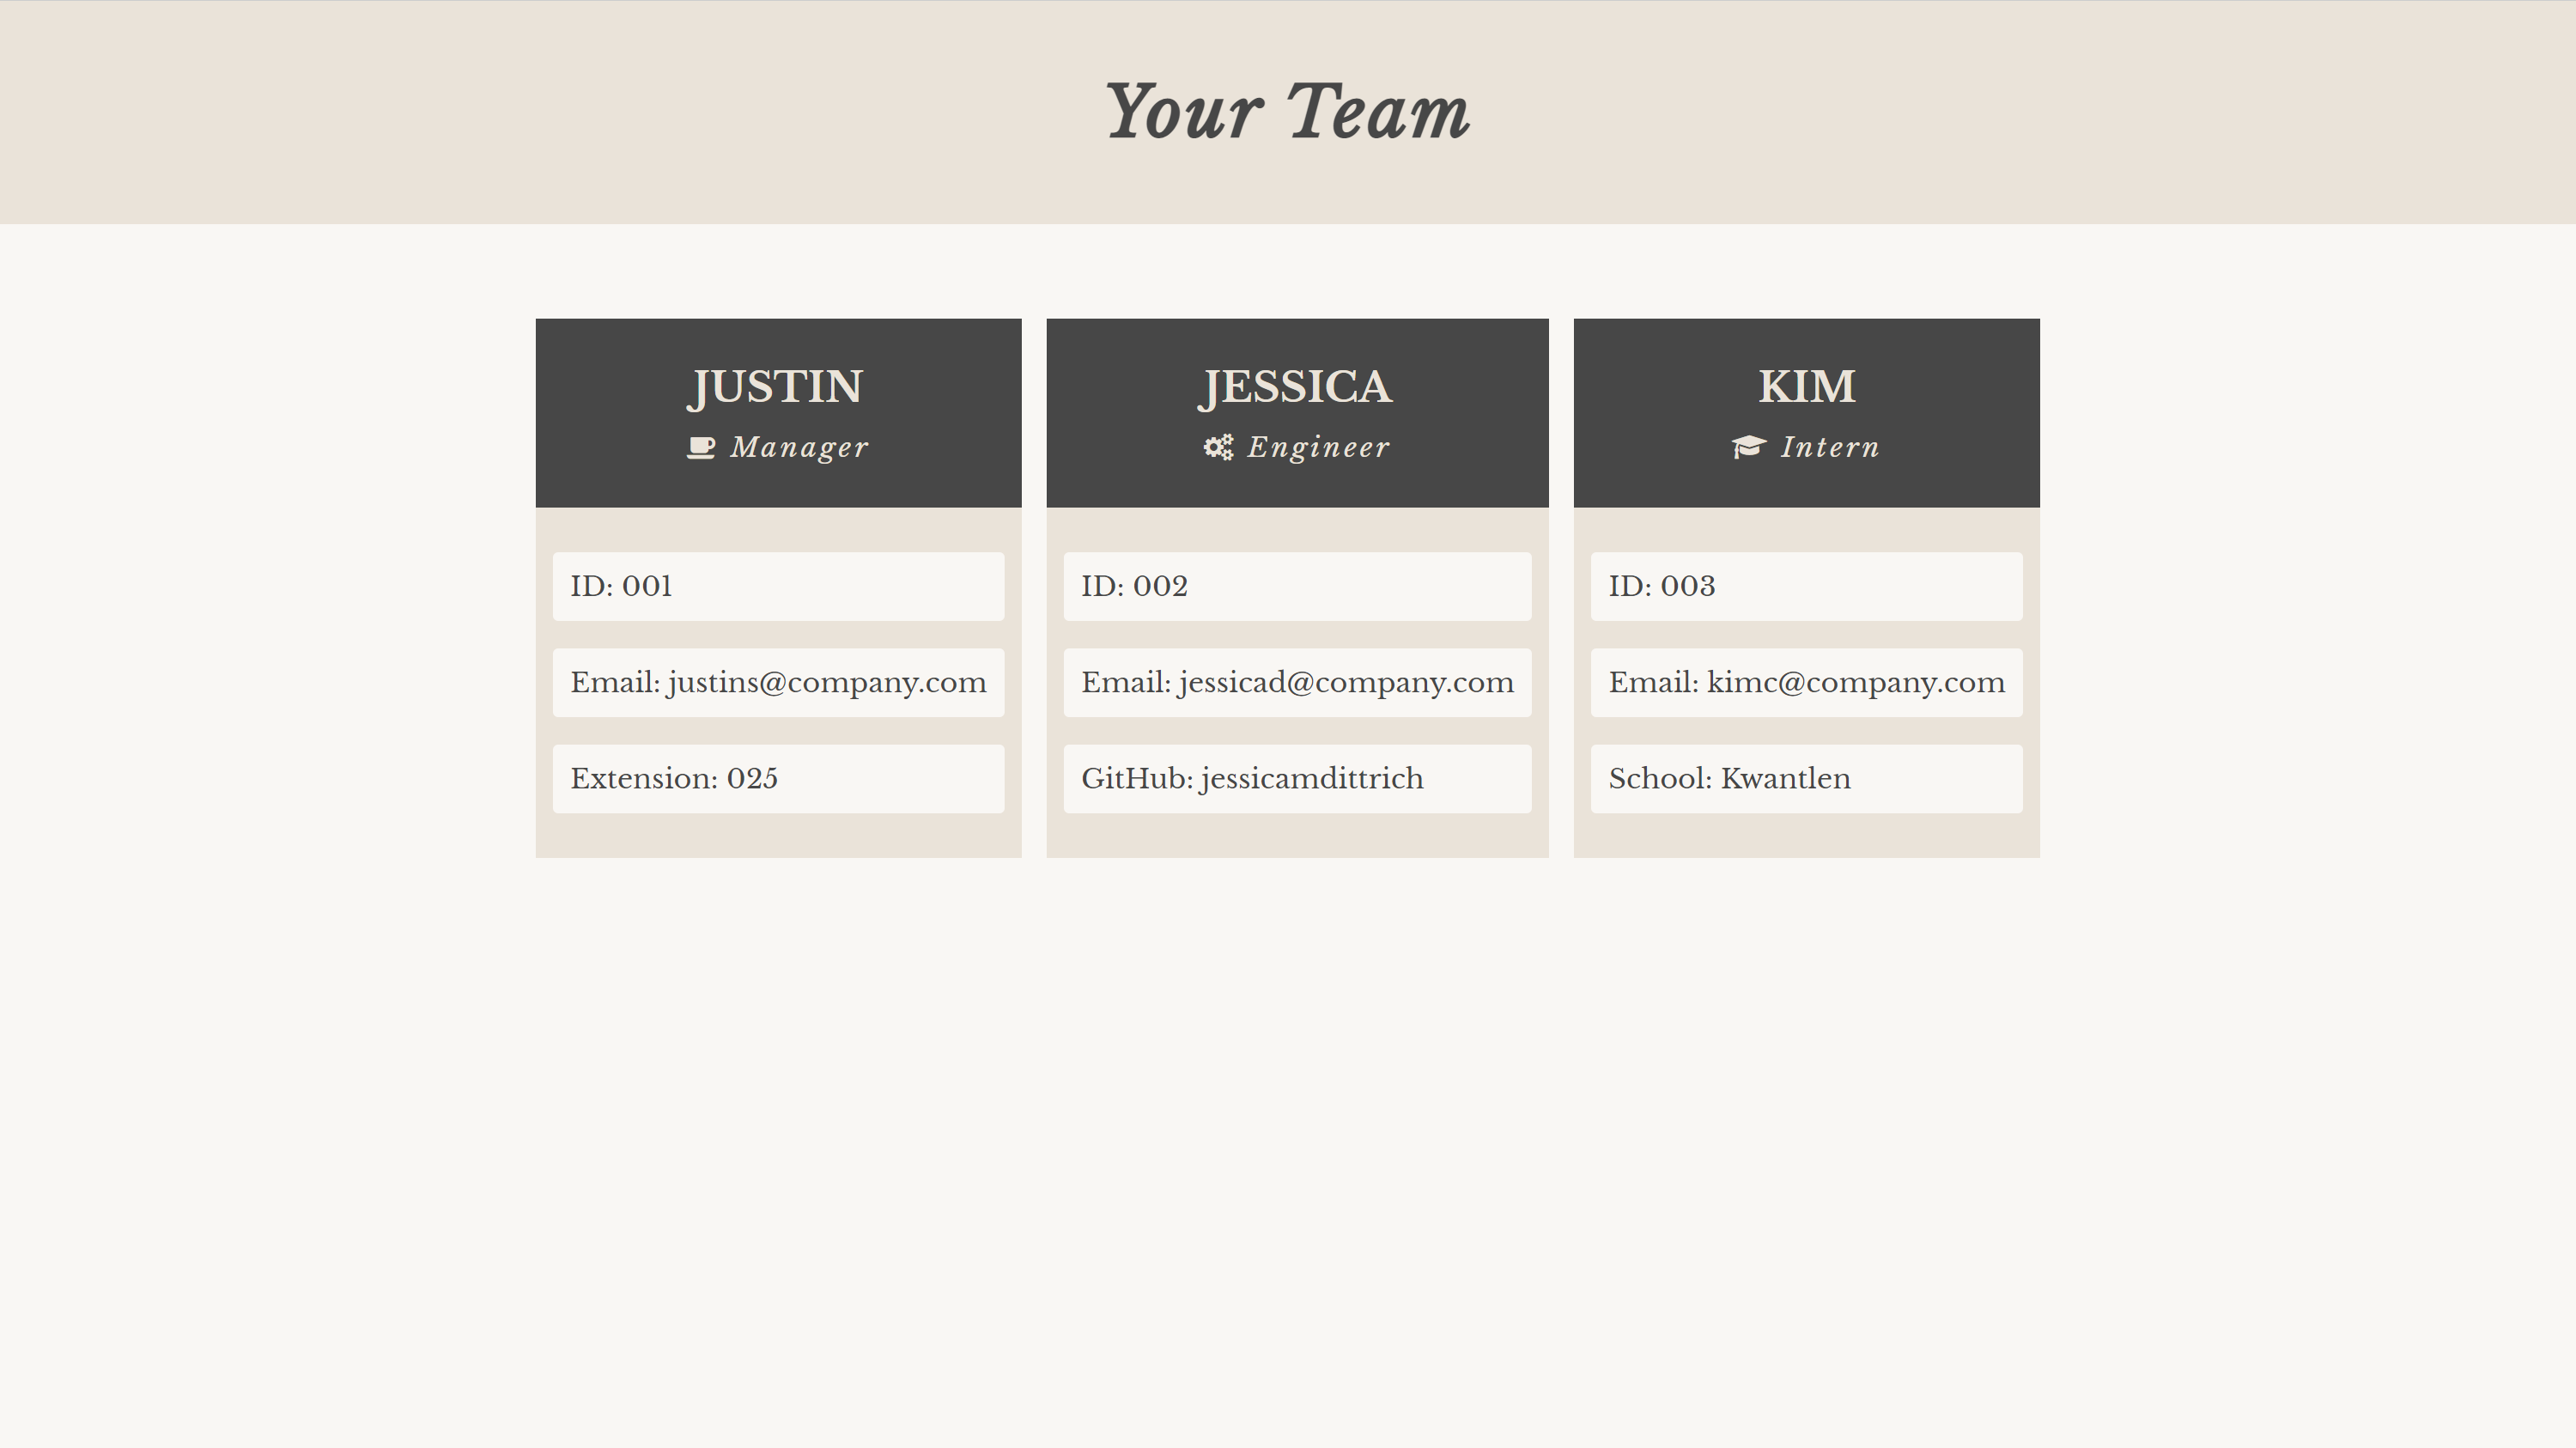 Your Team
JUSTIN
Manager
ID: 001
Email: justins@company.com
Extension: 025
JESSICA
Engineer
ID: 002
Email: jessicad@company.com
GitHub: jessicamdittrich
KIM
Intern
ID: 003
Email: kimc@company.com
School: Kwantlen